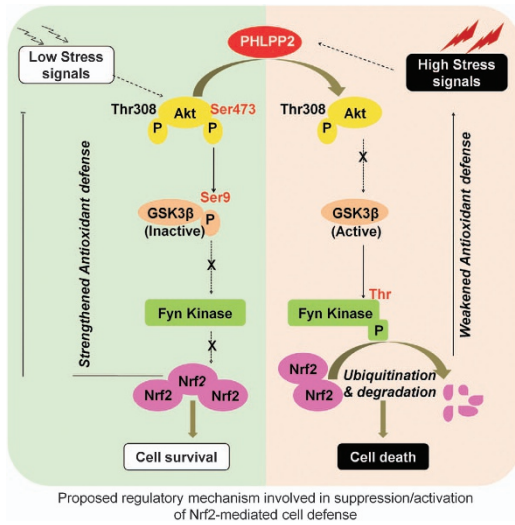 PHLPP2
Low Stress
signals
High Stress
signals
Thr308
Akt
Ser473
P
P
Thr308
Akt
P
X
Ser9
GSK3β
(Inactive)
P
GSK3β
(Active)
X
Thr
Fyn Kinase
Fyn Kinase
P
X
Strengthened Antioxidant defense
Weakened Antioxidant defense
Nrf2
Nrf2
Nrf2
Nrf2
Nrf2
Ubiquitination
& degradation
Cell survival
Cell death
Proposed regulatory mechanism involved in suppression/activation
of Nrf2-mediated cell defense